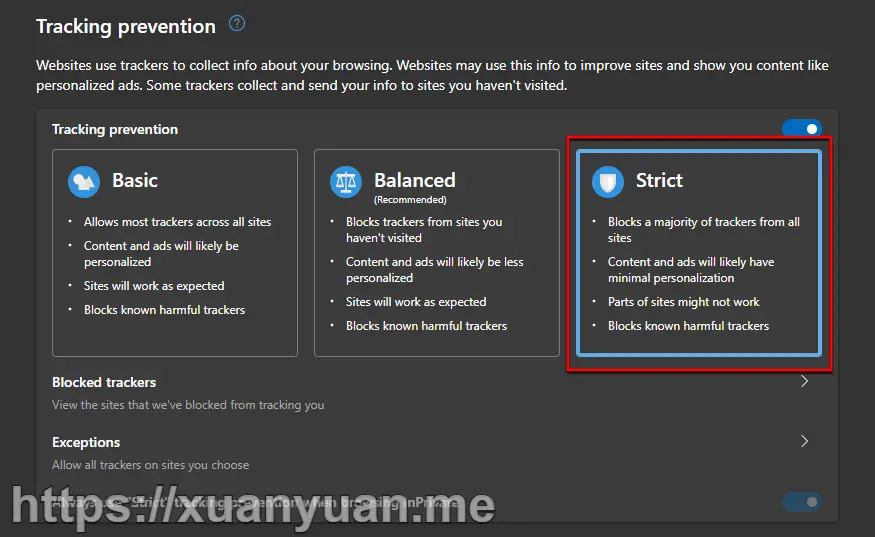 Tracking prevention
Websites use trackers to collect info about your browsing. Websites may use this info to improve sites and show you content like
personalized ads. Some trackers collect and send your info to sites you haven't visited.
Tracking prevention
Basic
Allows most trackers across all sites
Content and ads will likely be
personalized
Sites will work as expected
Blocks known harmful trackers
Balanced
(Recommended)
Blocks trackers from sites you
haven't visited
Content and ads will likely be less
personalized
Sites will work as expected
Blocks known harmful trackers
Strict
Blocks a majority of trackers from all
sites
Content and ads will likely have
minimal personalization
Parts of sites might not work
Blocks known harmful trackers
Blocked trackers
View the sites that we've blocked from tracking you
Exceptions
Allow all trackers on sites you choose
Always use "Strict" tracking prevention when browsing InPrivate
https://xuanyuan.me